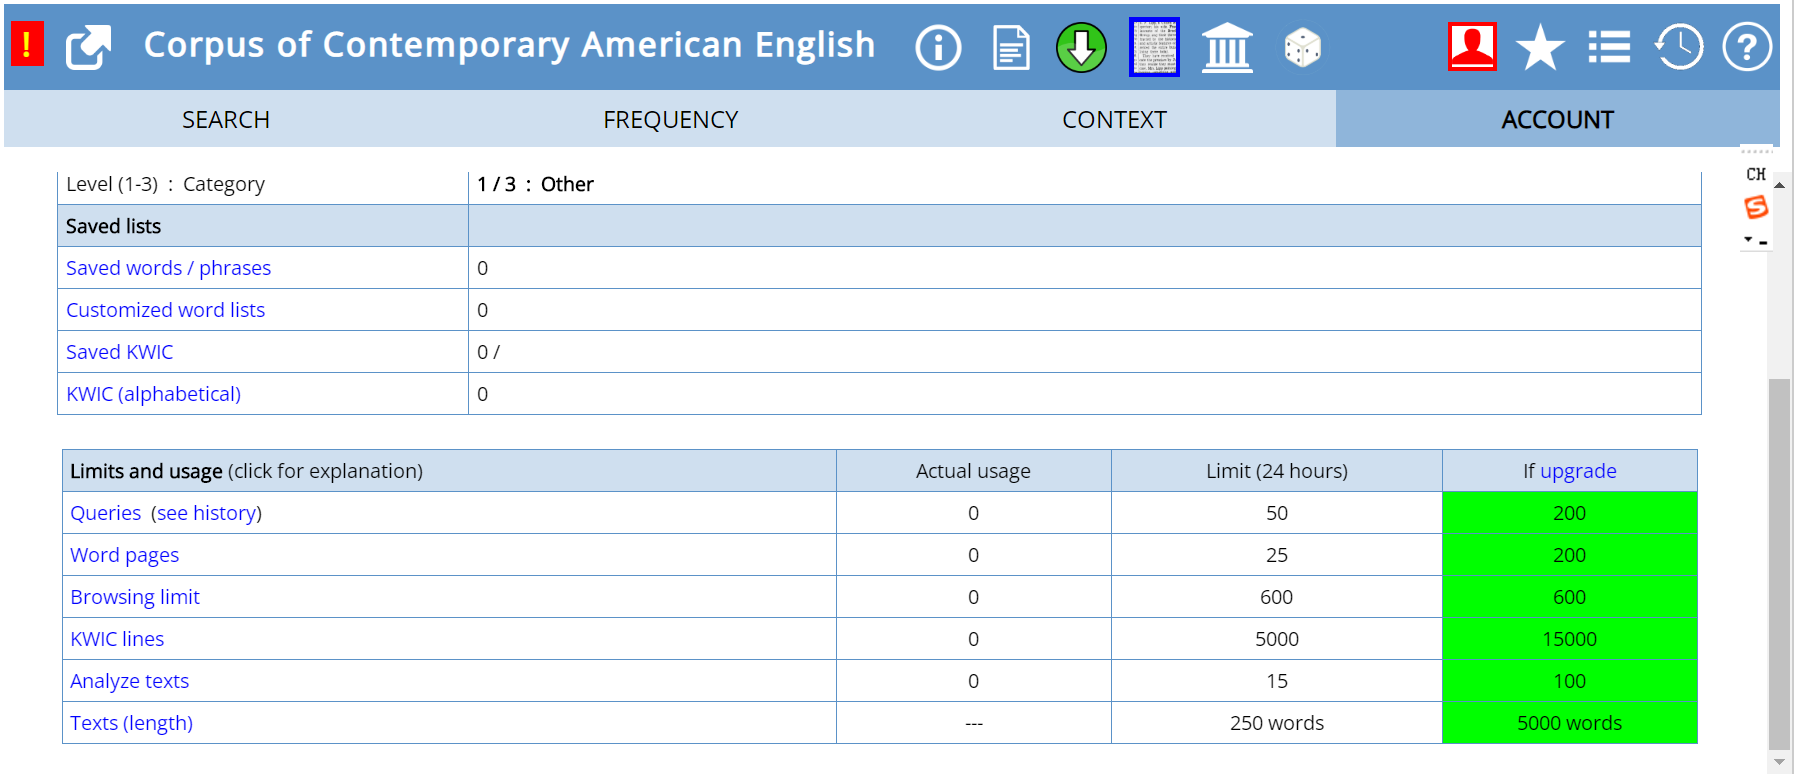 ! Corpus of Contemporary American English
SEARCH FREQUENCY CONTEXT ACCOUNT
CH
Level (1-3) : Category 1 / 3 : Other
Saved lists
Saved words / phrases 0
Customized word lists 0
Saved KWIC 0 /
KWIC (alphabetical) 0
Limits and usage (click for explanation) Actual usage Limit (24 hours) If upgrade
Queries (see history) 0 50 200
Word pages 0 25 200
Browsing limit 0 600 600
KWIC lines 0 5000 15000
Analyze texts 0 15 100
Texts (length) --- 250 words 5000 words